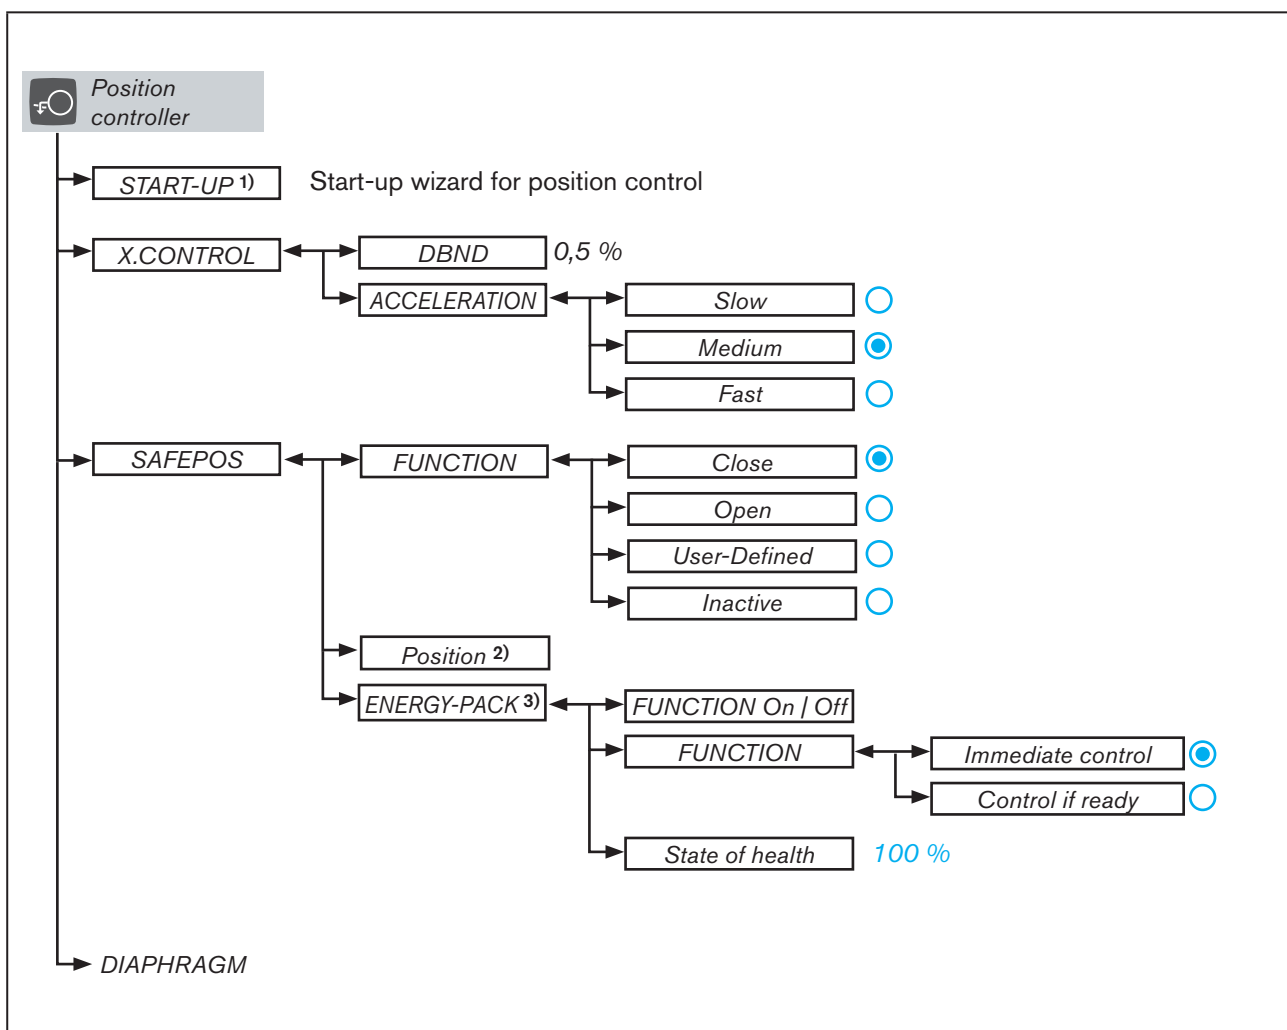 Position
controller
START-UP 1) Start-up wizard for position control
X.CONTROL DBND 0,5 %
ACCELERATION Slow
Medium
Fast
SAFEPOS FUNCTION Close
Open
User-Defined
Inactive
Position 2)
ENERGY-PACK 3) FUNCTION On | Off
FUNCTION Immediate control
Control if ready
State of health 100 %
DIAPHRAGM